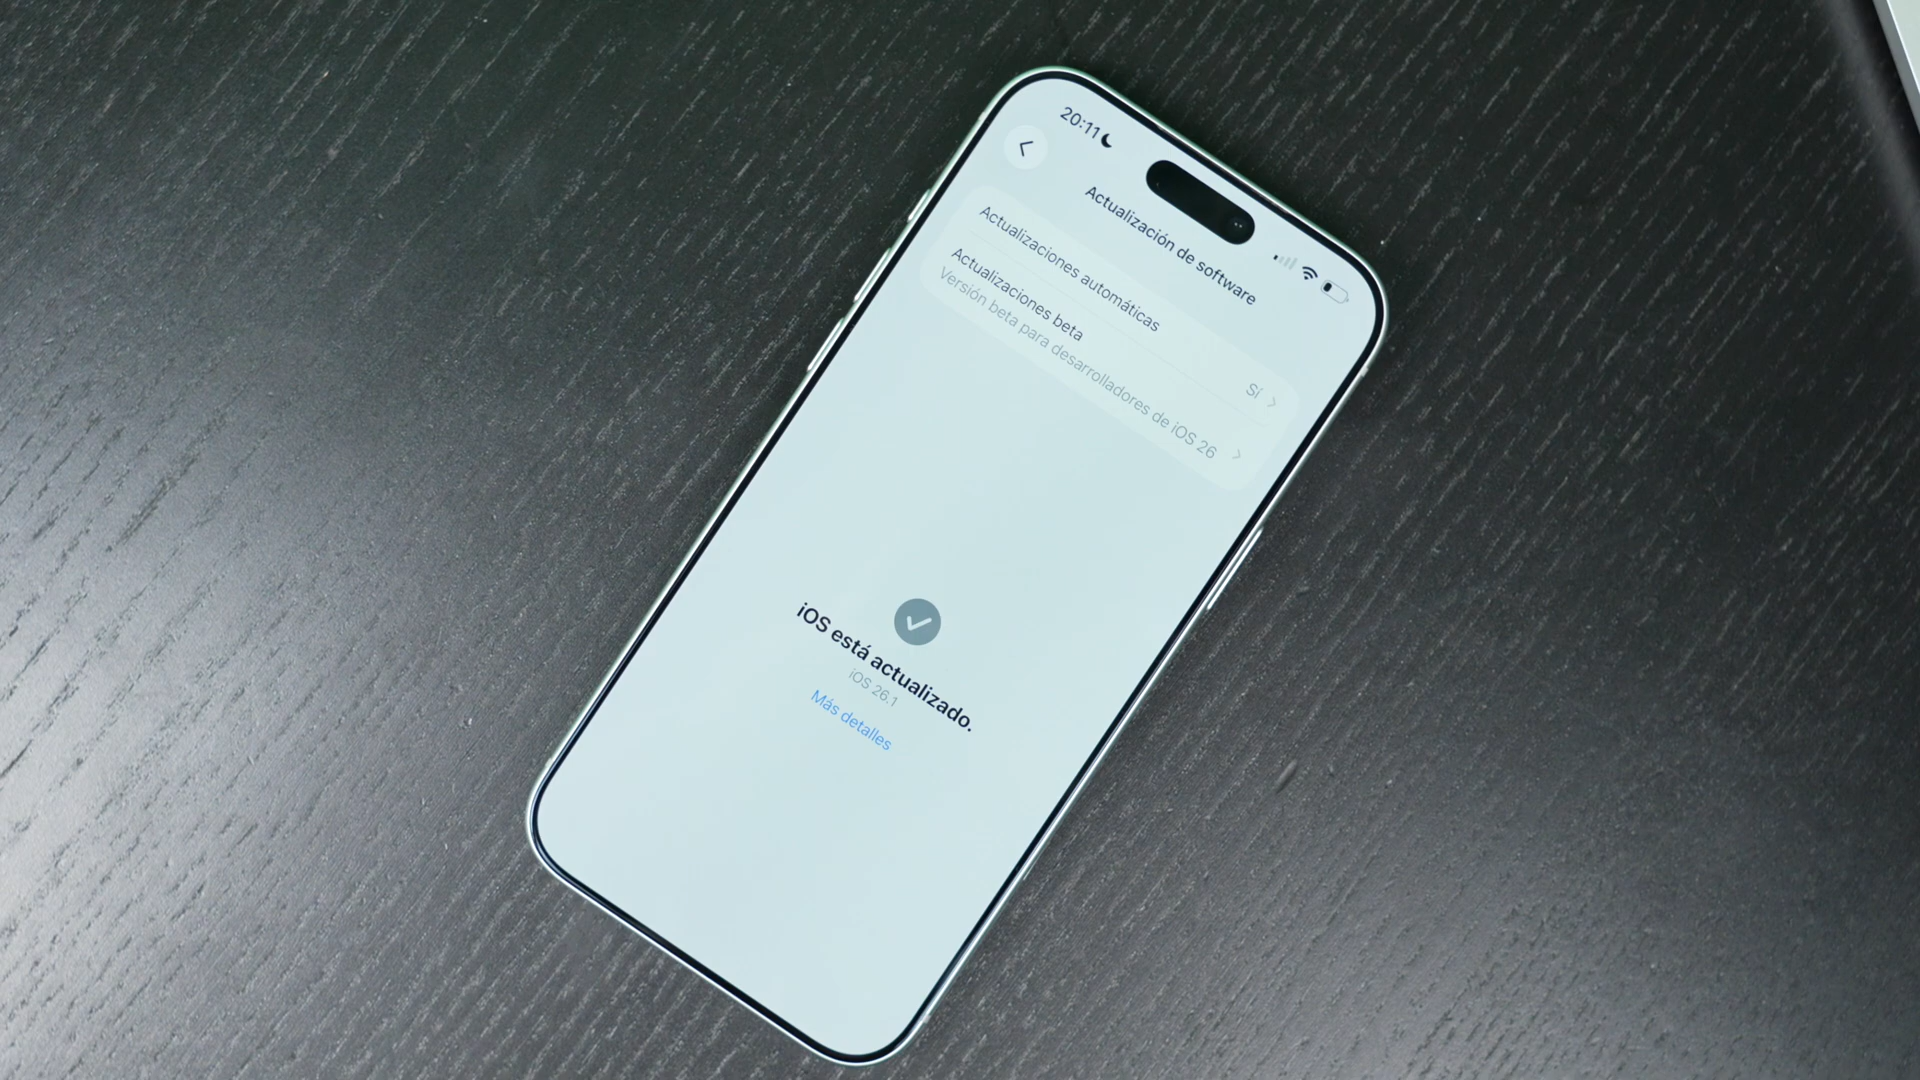 20:11
Actualización de software
Actualizaciones automáticas
Sí
Actualizaciones beta
Versión beta para desarrolladores de iOS 26
iOS está actualizado.
iOS 26.1
Más detalles